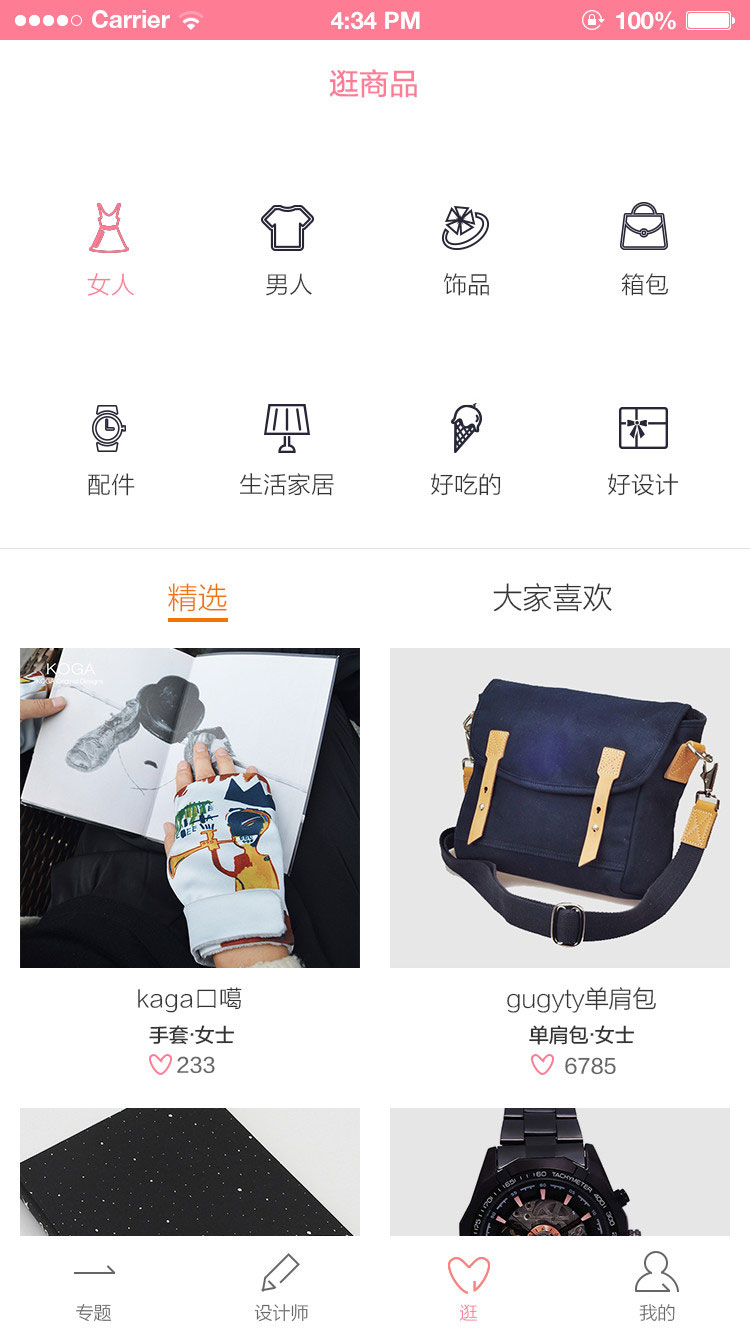 Carrier 4:34 PM 100%
逛商品
女人 男人 饰品 箱包
配件 生活家居 好吃的 好设计
精选 大家喜欢
KOGA
kaga口噶 gugyty单肩包
手套·女士 单肩包·女士
233 6785
60 TACHYMETER 400
专题 设计师 逛 我的